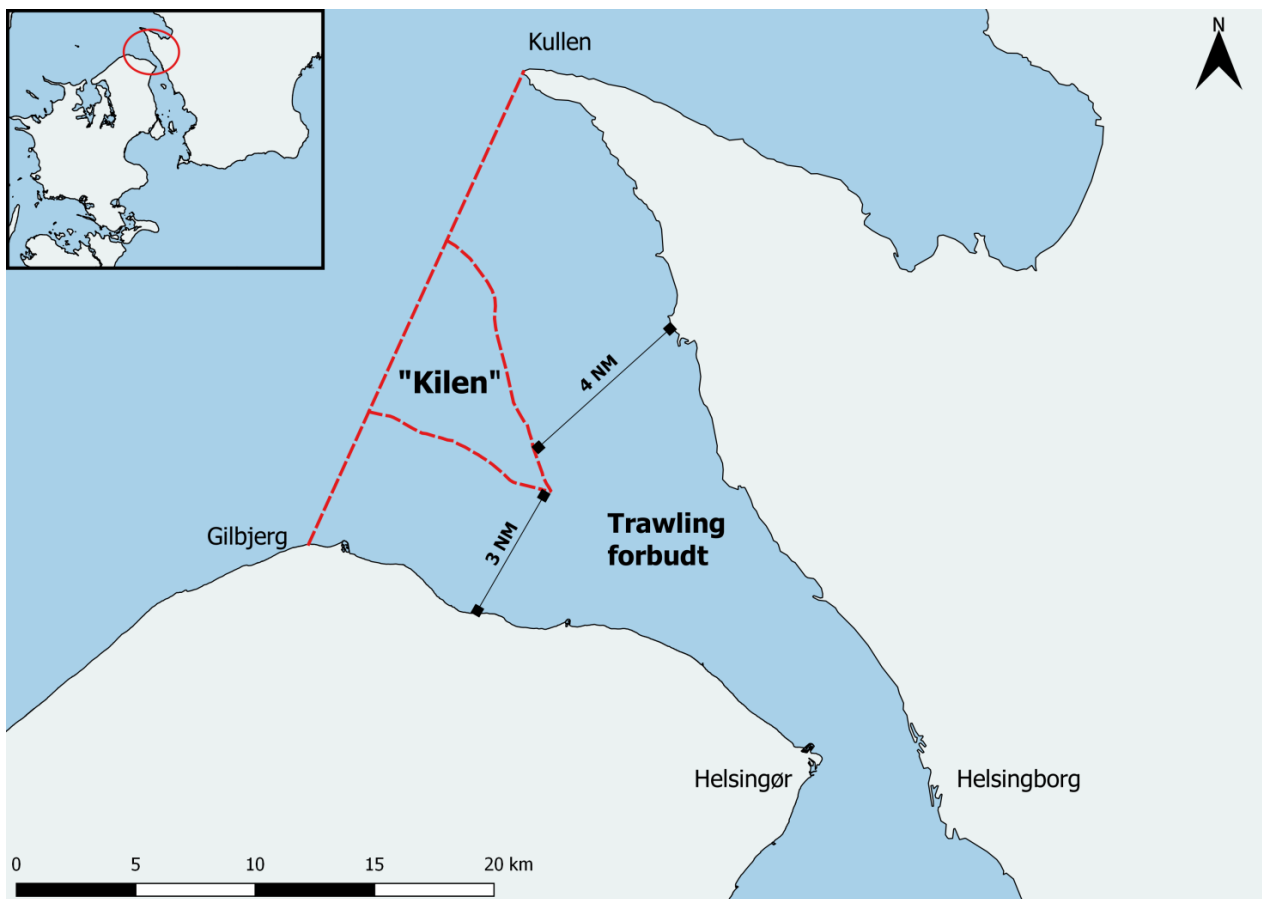 Kullen
N
4 NM
"Kilen"
Trawling
forbudt
Gilbjerg
3 NM
Helsingør
Helsingborg
0 5 10 15 20 km